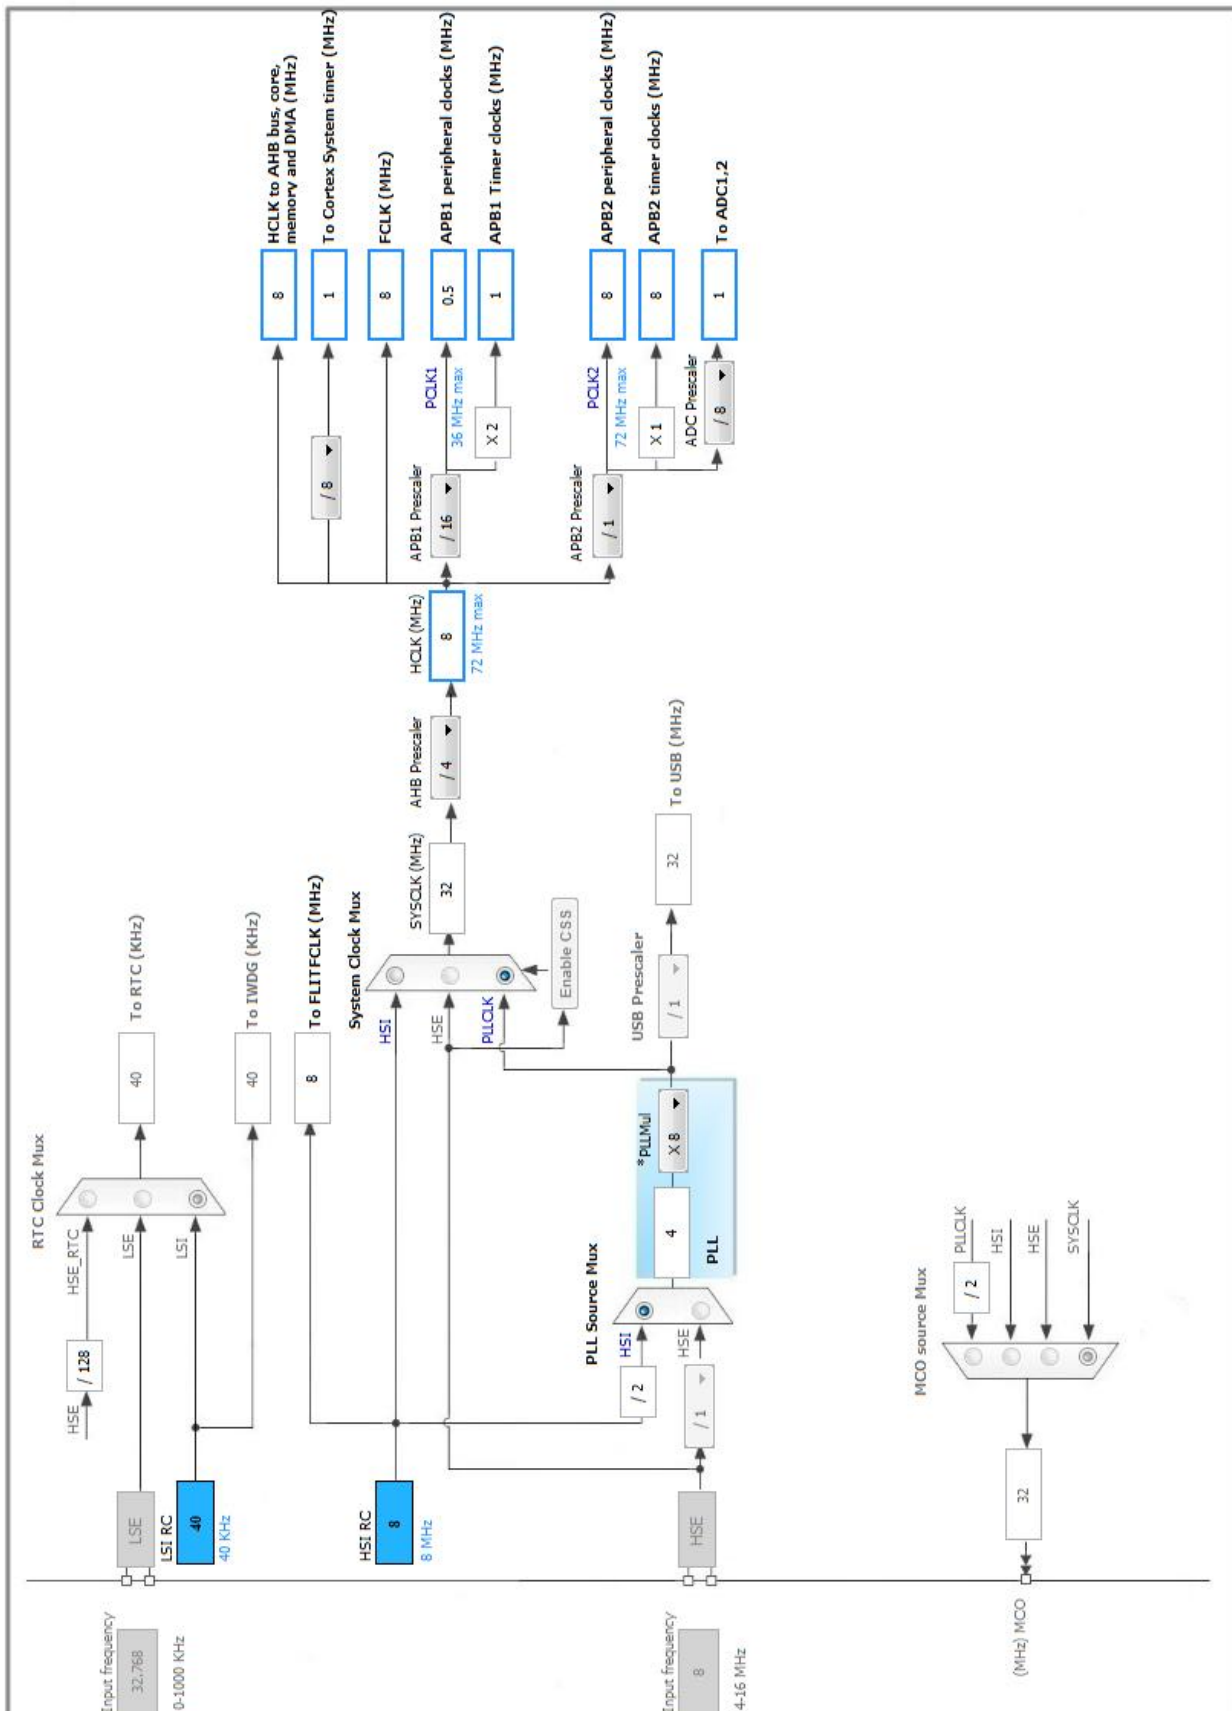 RTC Clock Mux
HSE
/ 128
HSE_RTC
Input frequency
32.768
0-1000 KHz
LSE
LSE
40
To RTC (KHz)
LSI RC
40
40 KHz
LSI
40
To IWDG (KHz)
8
To FLITFCLK (MHz)
HSI RC
8
8 MHz
System Clock Mux
HSI
HSE
PLLCLK
Enable CSS
SYSCLK (MHz)
32
AHB Prescaler
/ 4
HCLK (MHz)
8
72 MHz max
8
HCLK to AHB bus, core,
memory and DMA (MHz)
/ 8
1
To Cortex System timer (MHz)
8
FCLK (MHz)
APB1 Prescaler
/ 16
PCLK1
36 MHz max
0.5
APB1 peripheral clocks (MHz)
X 2
1
APB1 Timer clocks (MHz)
APB2 Prescaler
/ 1
PCLK2
72 MHz max
8
APB2 peripheral clocks (MHz)
X 1
8
APB2 timer clocks (MHz)
ADC Prescaler
/ 8
1
To ADC1,2
PLL Source Mux
/ 2
HSI
Input frequency
8
4-16 MHz
HSE
/ 1
HSE
4
*PLLMul
X 8
PLL
USB Prescaler
/ 1
32
To USB (MHz)
MCO source Mux
(MHz) MCO
32
/ 2
PLLCLK
HSI
HSE
SYSCLK